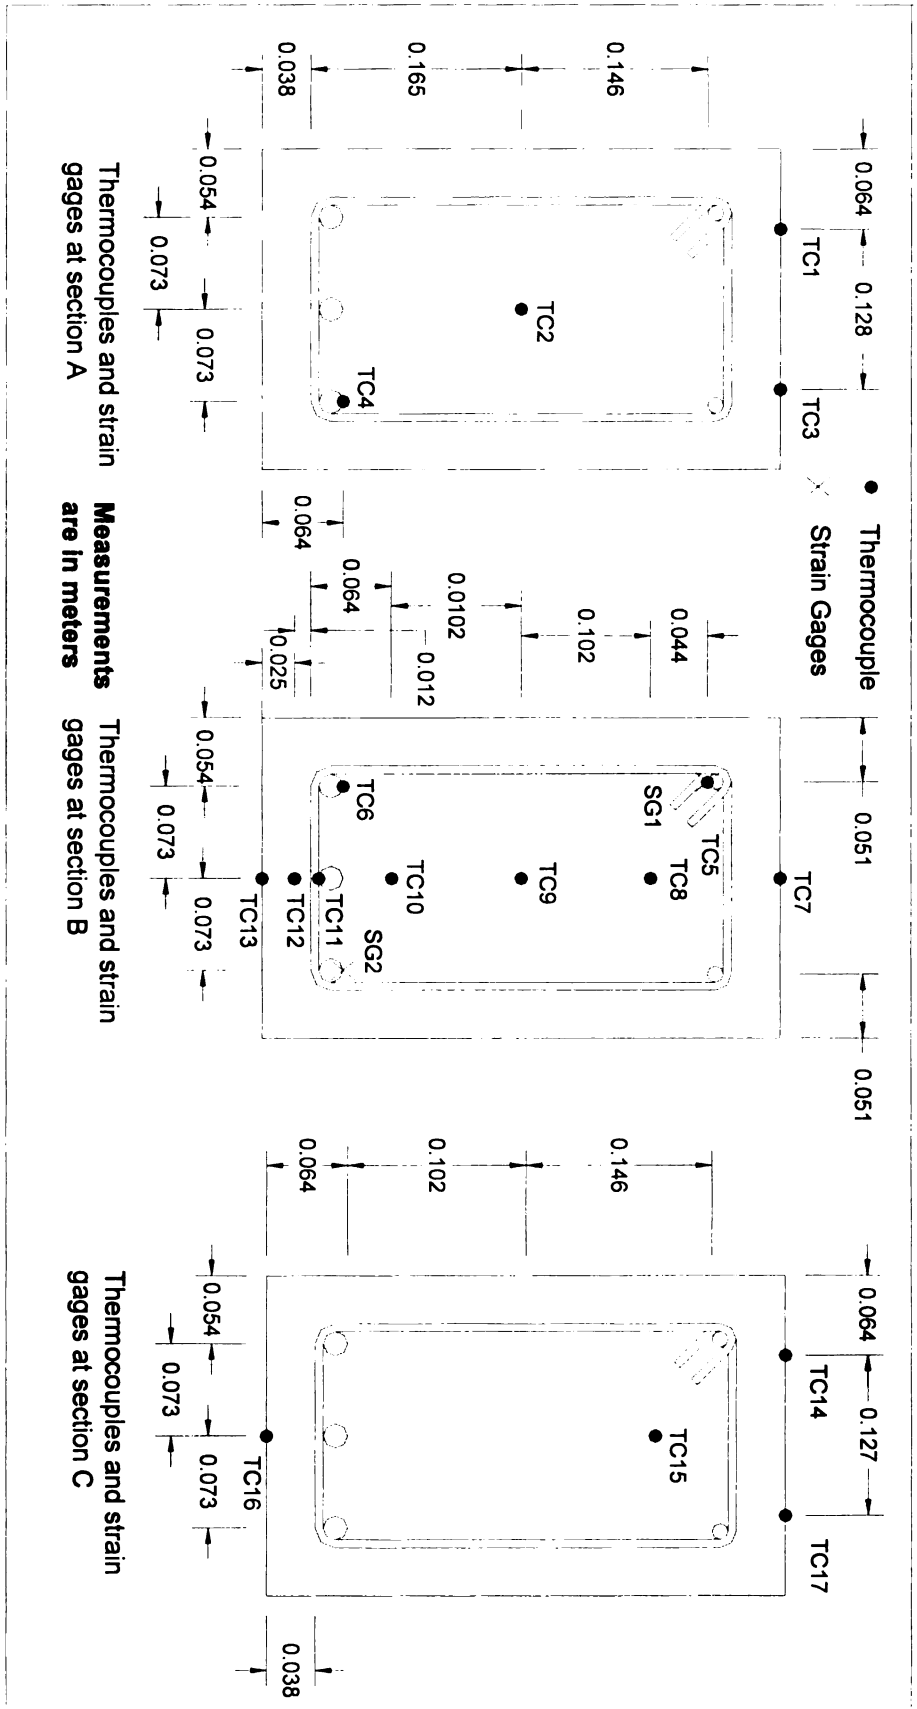 Thermocouple
Strain Gages
0.064
0.128
TC1
TC3
0.146
0.165
0.038
TC2
TC4
0.054
0.073
0.073
Thermocouples and strain
gages at section A
Measurements
are in meters
0.051
0.051
TC7
0.044
0.102
0.0102
0.064
0.012
0.064
0.025
TC5
SG1
TC8
TC9
TC10
SG2
TC6
TC11
TC12
TC13
0.054
0.073
0.073
Thermocouples and strain
gages at section B
0.064
0.127
TC14
TC17
0.146
0.102
0.064
TC15
TC16
0.038
0.054
0.073
0.073
Thermocouples and strain
gages at section C